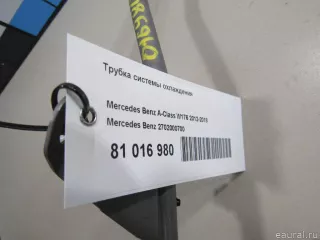 Трубка системы охлаждения
Mercedes Benz A-Class W176 2012-2018
Mercedes Benz 2702000700
81 016 980
eaural.ru